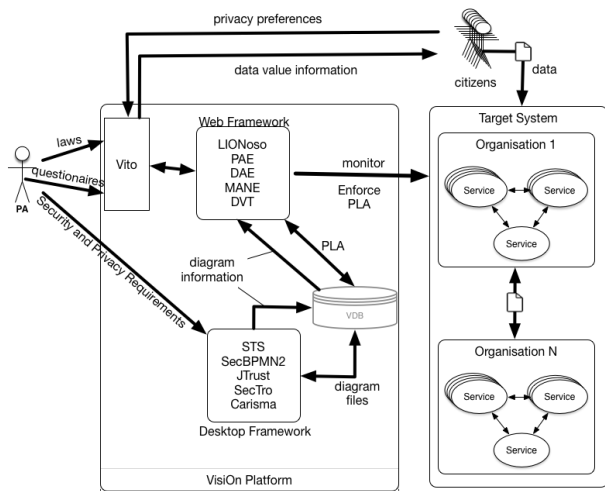 privacy preferences
data value information
citizens
data
Target System
Web Framework
Organisation 1
laws
Vito
LIONoso
PAE
DAE
MANE
DVT
monitor
Enforce
PLA
Service
Service
Service
questionaires
PA
Security and Privacy Requirements
diagram
information
PLA
VDB
STS
SecBPMN2
JTrust
SecTro
Carisma
diagram
files
Desktop Framework
Organisation N
Service
Service
Service
VisiOn Platform